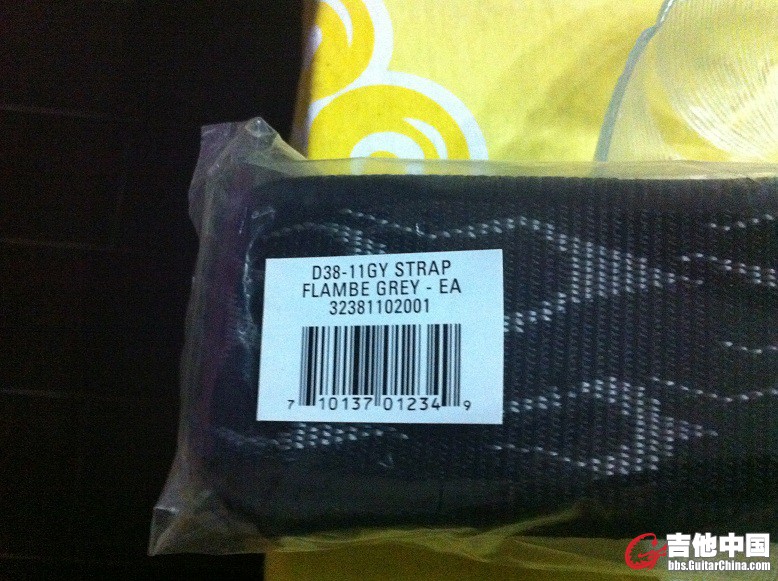 D38-11GY STRAP
FLAMBE GREY - EA
32381102001
7 10137 01234 9
吉他中国
bbs.GuitarChina.com